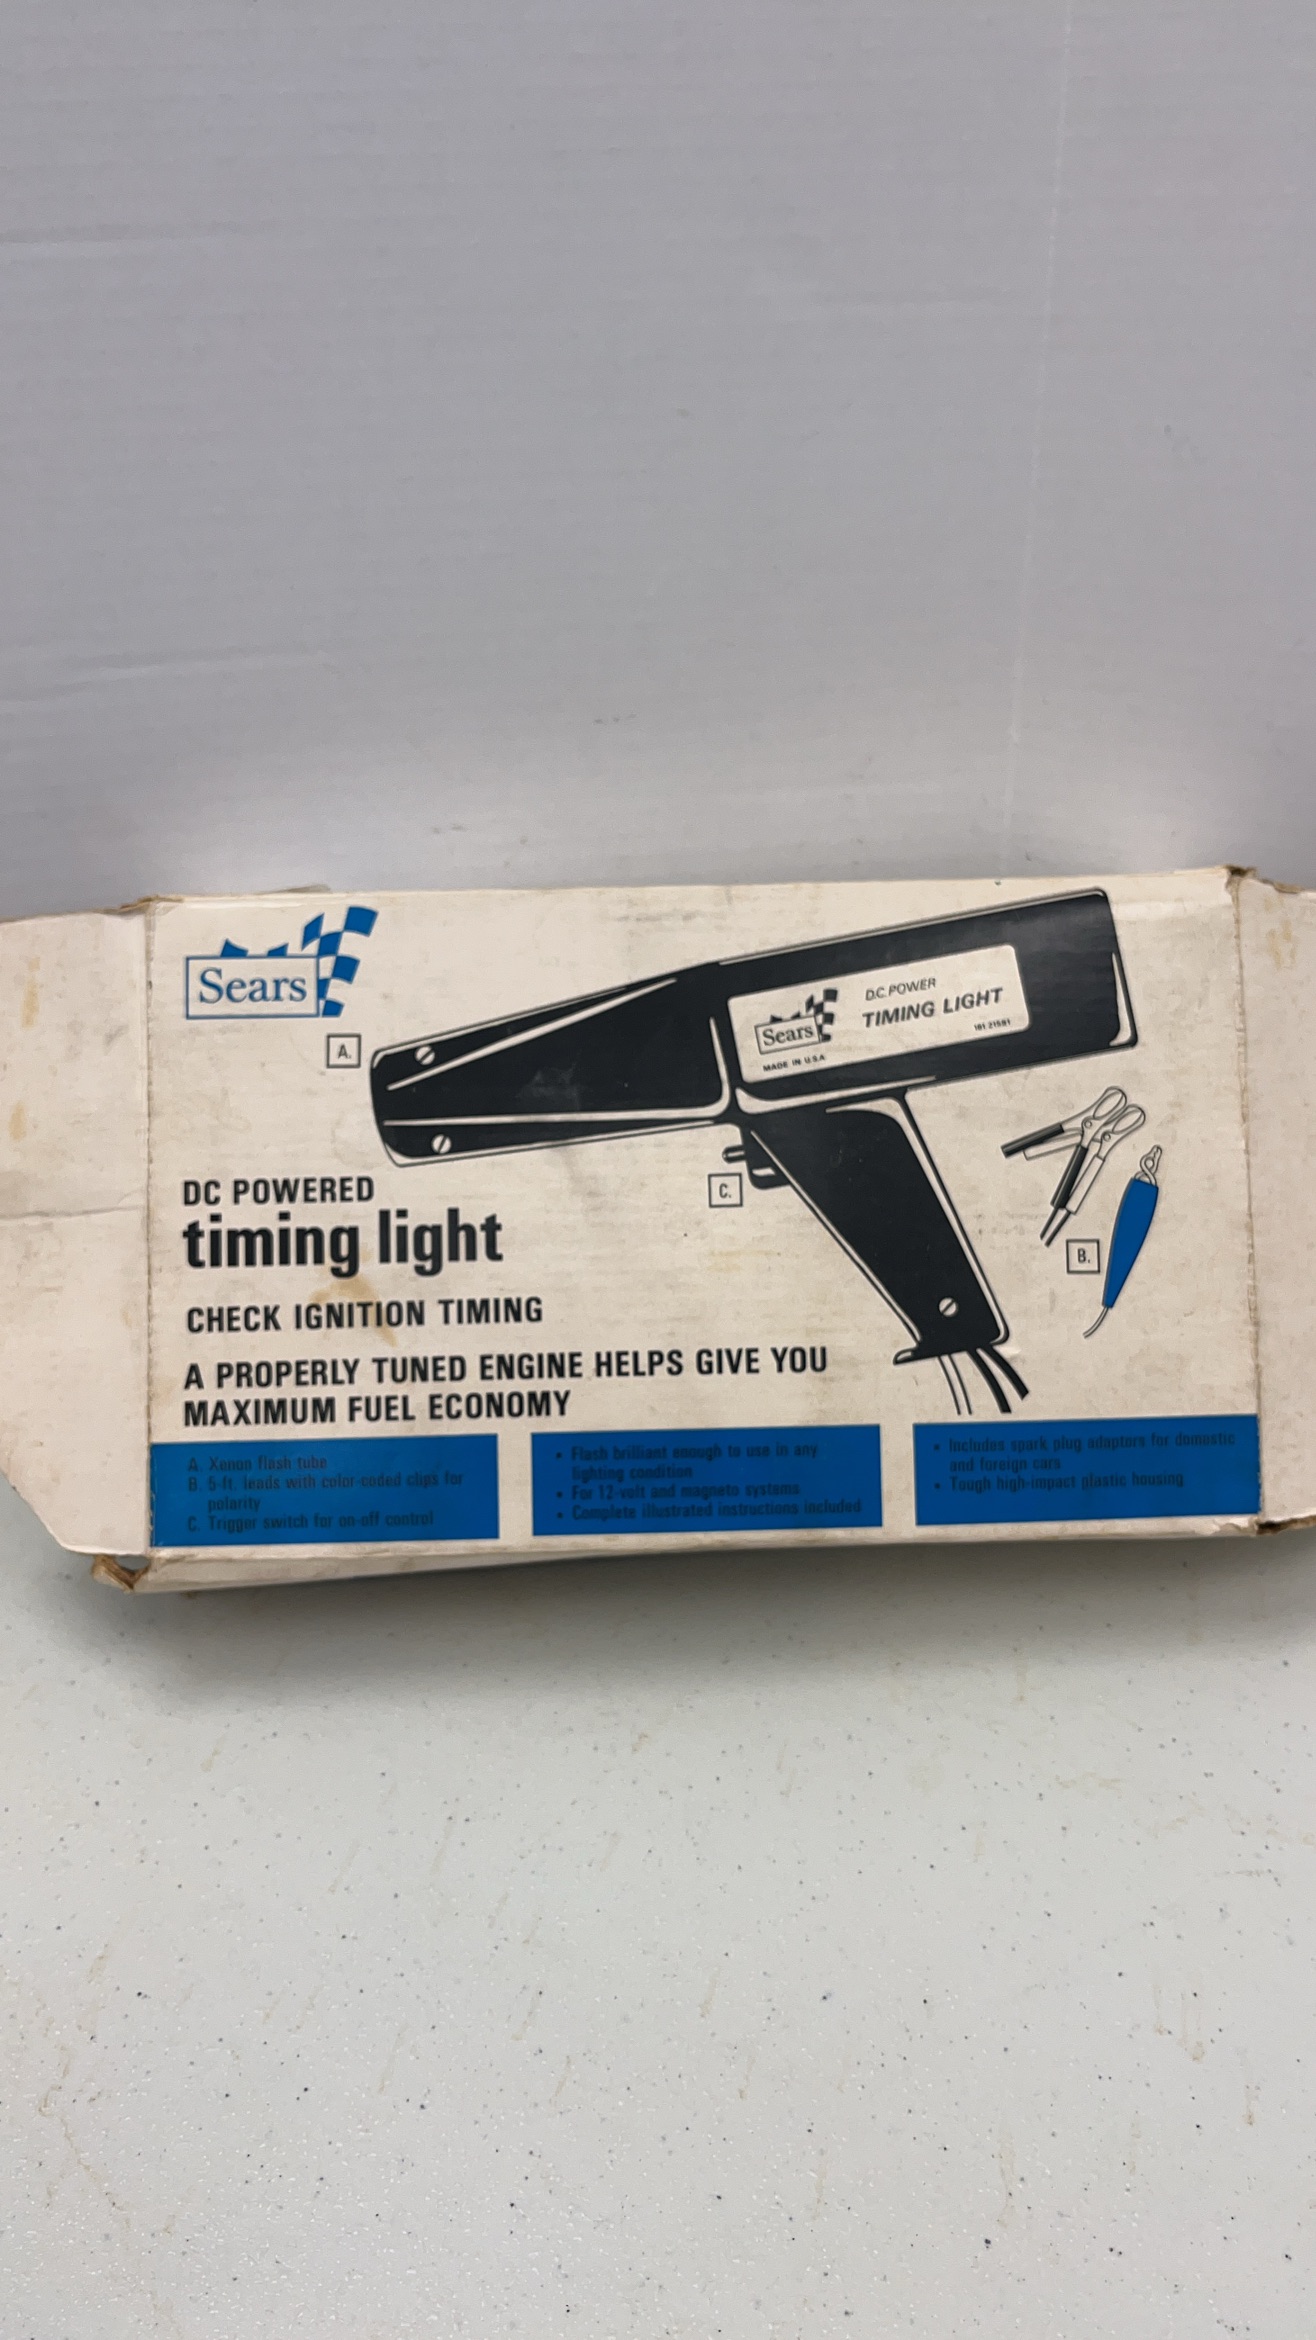 Sears
A.
Sears
MADE IN U.S.A
D.C. POWER
TIMING LIGHT
161.21581
C.
B.
DC POWERED
timing light
CHECK IGNITION TIMING
A PROPERLY TUNED ENGINE HELPS GIVE YOU
MAXIMUM FUEL ECONOMY
A. Xenon flash tube
B. 5-ft. leads with color-coded clips for
polarity
C. Trigger switch for on-off control
• Flash brilliant enough to use in any
lighting condition
• For 12-volt and magneto systems
• Complete illustrated instructions included
• Includes spark plug adaptors for domestic
and foreign cars
• Tough high-impact plastic housing